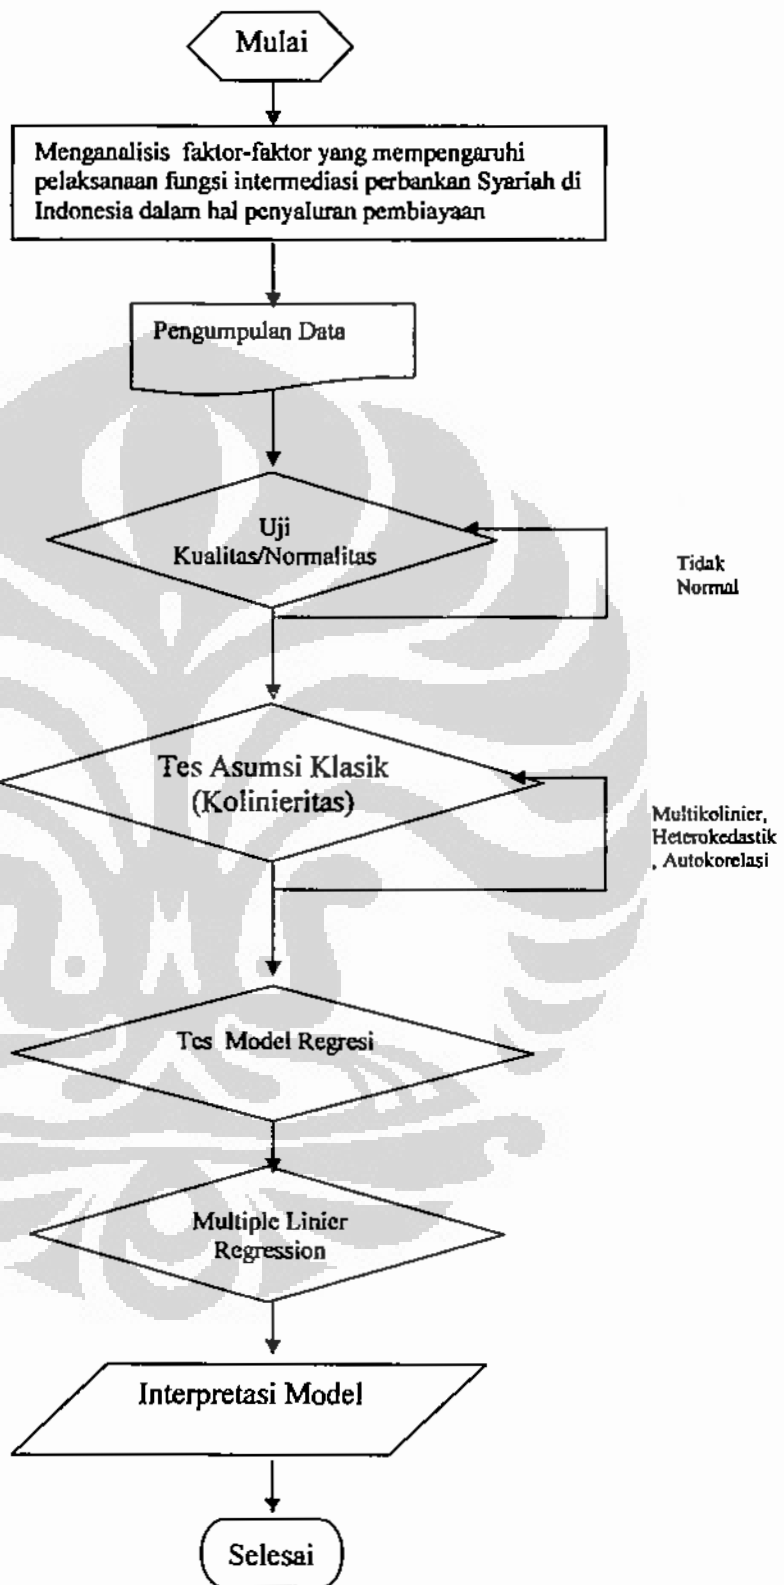 Mulai
Menganalisis faktor-faktor yang mempengaruhi
pelaksanaan fungsi intermediasi perbankan Syariah di
Indonesia dalam hal penyaluran pembiayaan
Pengumpulan Data
Uji
Kualitas/Normalitas
Tidak
Normal
Tes Asumsi Klasik
(Kolinieritas)
Multikolinier,
Heterokedastik
, Autokorelasi
Tes Model Regresi
Multiple Linier
Regression
Interpretasi Model
Selesai